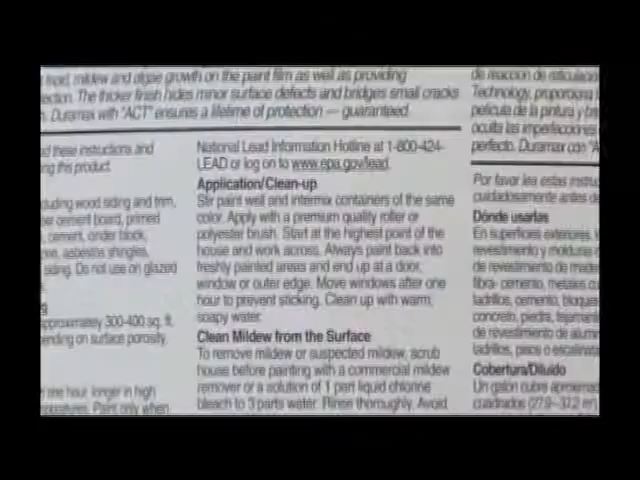 mildew and algae growth on the paint film as well as providing
The thicker finish hides minor surface defects and bridges small cracks
Duramax with "ACT" ensures a lifetime of protection — guaranteed.
these instructions and
this product.
wood siding and trim,
cement board, primed
cement, cinder block,
asbestos shingles,
siding. Do not use on glazed
approximately 300-400 sq. ft.
depending on surface porosity.
one hour longer in high
Paint only when
National Lead Information Hotline at 1-800-424-
LEAD or log on to www.epa.gov/lead.
Application/Clean-up
Stir paint well and intermix containers of the same
color. Apply with a premium quality roller or
polyester brush. Start at the highest point of the
house and work across. Always paint back into
freshly painted areas and end up at a door,
window or outer edge. Move windows after one
hour to prevent sticking. Clean up with warm,
soapy water.
Clean Mildew from the Surface
To remove mildew or suspected mildew, scrub
house before painting with a commercial mildew
remover or a solution of 1 part liquid chlorine
bleach to 3 parts water. Rinse thoroughly. Avoid
de reacción de
Technology, proporciona
película de la pintura y
oculta las imperfecciones
perfecto. Duramax con "A
Por favor lea estas
cuidadosamente antes de
Dónde usarlas
En superficies exteriores
revestimiento y molduras
de revestimiento de
fibra- cemento, metales
ladrillos, cemento,
concreto, piedra,
de revestimiento de
ladrillos, pisos o
Cobertura/Diluido
Un galón cubre
cuadrados (27.9–37.2 m²)